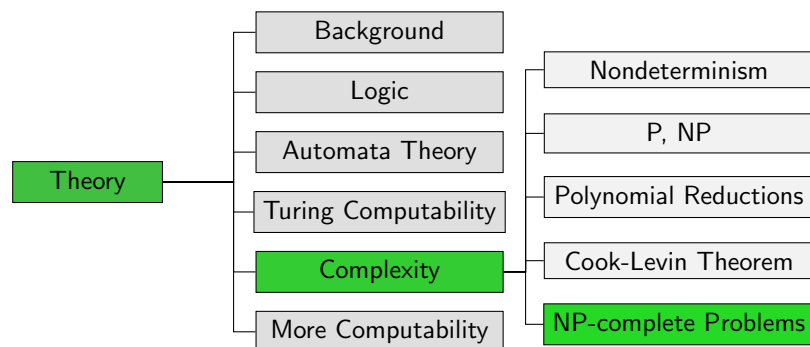 Theory
Background
Logic
Automata Theory
Turing Computability
Complexity
More Computability
Nondeterminism
P, NP
Polynomial Reductions
Cook-Levin Theorem
NP-complete Problems